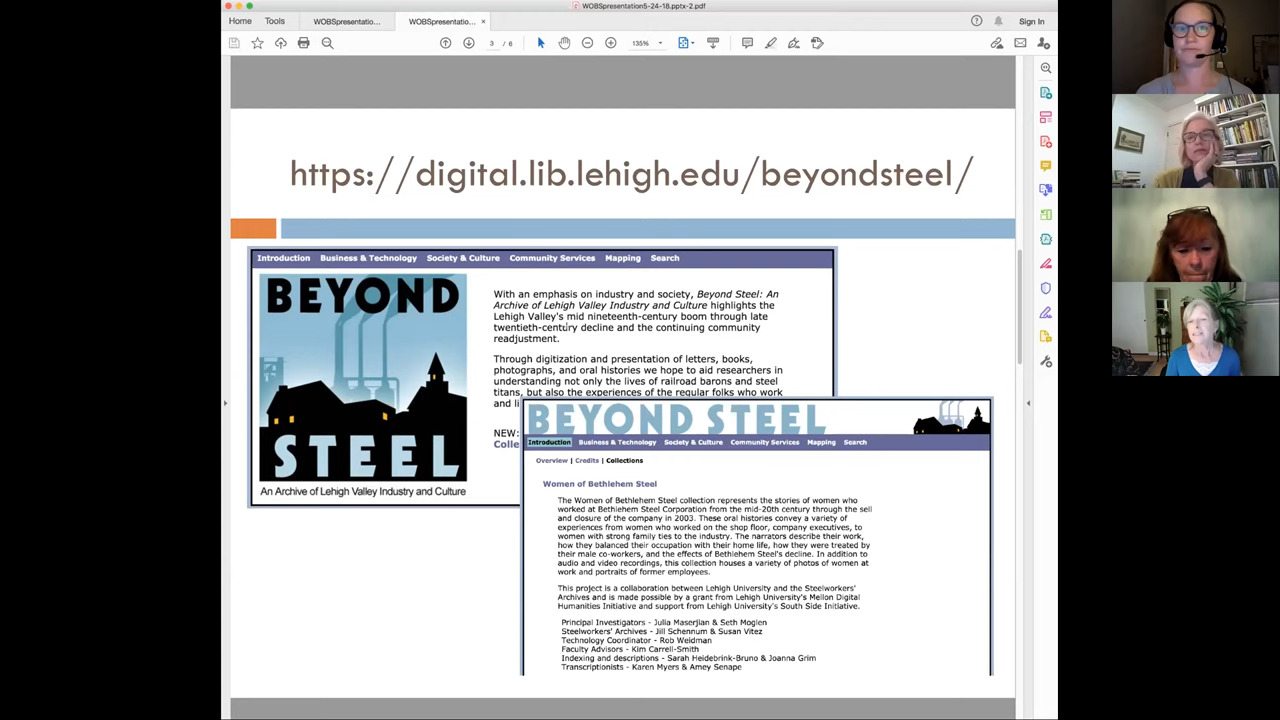 WOBSpresentation5-24-18.pptx-2.pdf
Home Tools WOBSpresentatio... WOBSpresentatio... × Sign In
3 / 6 135%
https://digital.lib.lehigh.edu/beyondsteel/
Introduction Business & Technology Society & Culture Community Services Mapping Search
BEYOND
STEEL
An Archive of Lehigh Valley Industry and Culture
With an emphasis on industry and society, Beyond Steel: An
Archive of Lehigh Valley Industry and Culture highlights the
Lehigh Valley's mid nineteenth-century boom through late
twentieth-century decline and the continuing community
readjustment.
Through digitization and presentation of letters, books,
photographs, and oral histories we hope to aid researchers in
understanding not only the lives of railroad barons and steel
titans, but also the experiences of the regular folks who work
and li
NEW:
Colle
BEYOND STEEL
Introduction Business & Technology Society & Culture Community Services Mapping Search
Overview | Credits | Collections
Women of Bethlehem Steel
The Women of Bethlehem Steel collection represents the stories of women who
worked at Bethlehem Steel Corporation from the mid-20th century through the sell
and closure of the company in 2003. These oral histories convey a variety of
experiences from women who worked on the shop floor, company executives, to
women with strong family ties to the industry. The narrators describe their work,
how they balanced their occupation with their home life, how they were treated by
their male co-workers, and the effects of Bethlehem Steel's decline. In addition to
audio and video recordings, this collection houses a variety of photos of women at
work and portraits of former employees.
This project is a collaboration between Lehigh University and the Steelworkers'
Archives and is made possible by a grant from Lehigh University's Mellon Digital
Humanities Initiative and support from Lehigh University's South Side Initiative.
Principal Investigators - Julia Maserjian & Seth Moglen
Steelworkers' Archives - Jill Schennum & Susan Vitez
Technology Coordinator - Rob Weidman
Faculty Advisors - Kim Carrell-Smith
Indexing and descriptions - Sarah Heidebrink-Bruno & Joanna Grim
Transcriptionists - Karen Myers & Amey Senape